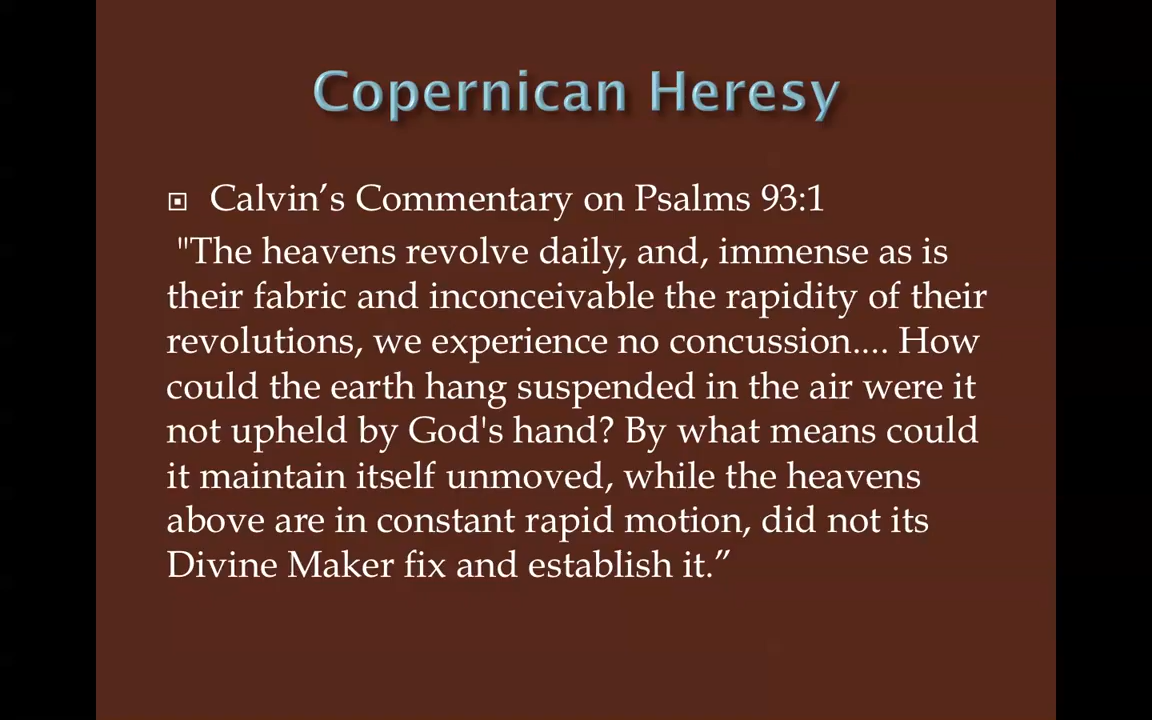 Copernican Heresy
Calvin’s Commentary on Psalms 93:1
"The heavens revolve daily, and, immense as is
their fabric and inconceivable the rapidity of their
revolutions, we experience no concussion.... How
could the earth hang suspended in the air were it
not upheld by God's hand? By what means could
it maintain itself unmoved, while the heavens
above are in constant rapid motion, did not its
Divine Maker fix and establish it.”